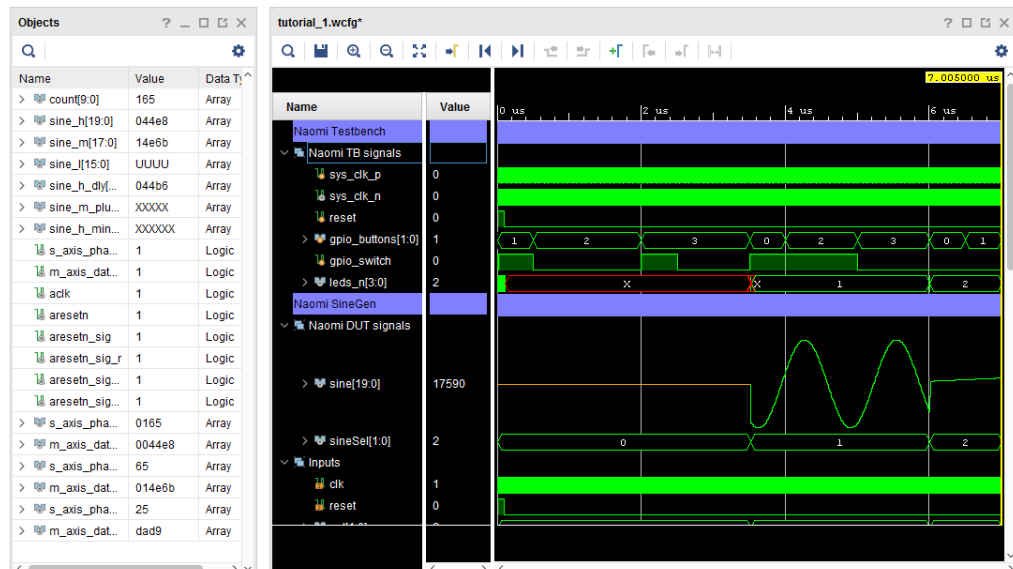 Objects
Name Value Data Ty
count[9:0] 165 Array
sine_h[19:0] 044e8 Array
sine_m[17:0] 14e6b Array
sine_l[15:0] UUUU Array
sine_h_dly[... 044b6 Array
sine_m_plu... XXXXX Array
sine_h_min... XXXXXX Array
s_axis_pha... 1 Logic
m_axis_dat... 1 Logic
aclk 1 Logic
aresetn 1 Logic
aresetn_sig 1 Logic
aresetn_sig_r 1 Logic
aresetn_sig... 1 Logic
aresetn_sig... 1 Logic
s_axis_pha... 0165 Array
m_axis_dat... 0044e8 Array
s_axis_pha... 65 Array
m_axis_dat... 014e6b Array
s_axis_pha... 25 Array
m_axis_dat... dad9 Array
tutorial_1.wcfg*
7.005000 us
Name Value 0 us 2 us 4 us 6 us
Naomi Testbench
Naomi TB signals
sys_clk_p 0
sys_clk_n 0
reset 0
gpio_buttons[1:0] 1 1 2 3 0 2 3 0 1
gpio_switch 0
leds_n[3:0] 2 X X 1 2
Naomi SineGen
Naomi DUT signals
sine[19:0] 17590
sineSel[1:0] 2 0 1 2
Inputs
clk 1
reset 0